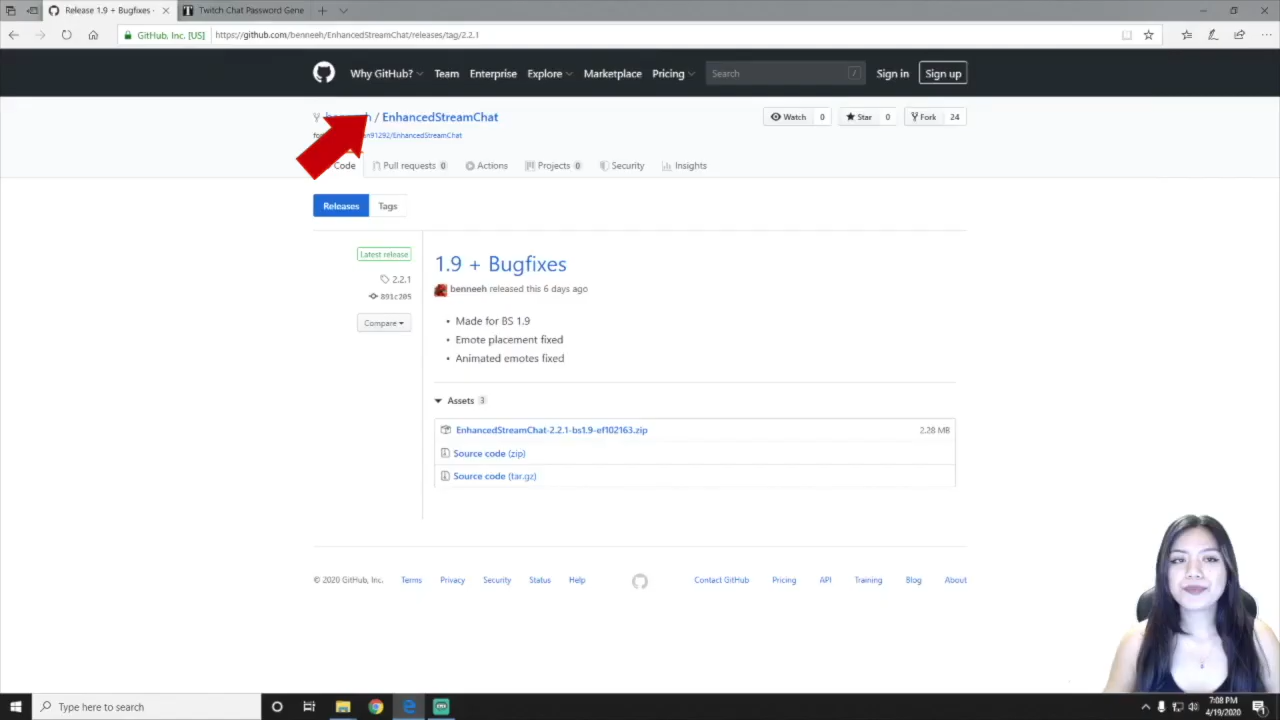 Release 1.9 + Bugfixes ·
Twitch Chat Password Gene
GitHub, Inc. [US]
https://github.com/benneeh/EnhancedStreamChat/releases/tag/2.2.1
Why GitHub? Team Enterprise Explore Marketplace Pricing Search / Sign in Sign up
/ EnhancedStreamChat
Watch 0 Star 0 Fork 24
n91292/EnhancedStreamChat
Code Pull requests 0 Actions Projects 0 Security Insights
Releases Tags
Latest release
2.2.1
891c205
Compare
1.9 + Bugfixes
benneeh released this 6 days ago
• Made for BS 1.9
• Emote placement fixed
• Animated emotes fixed
Assets 3
EnhancedStreamChat-2.2.1-bs1.9-ef102163.zip 2.28 MB
Source code (zip)
Source code (tar.gz)
© 2020 GitHub, Inc. Terms Privacy Security Status Help Contact GitHub Pricing API Training Blog About
Type here to search
7:08 PM
4/19/2020